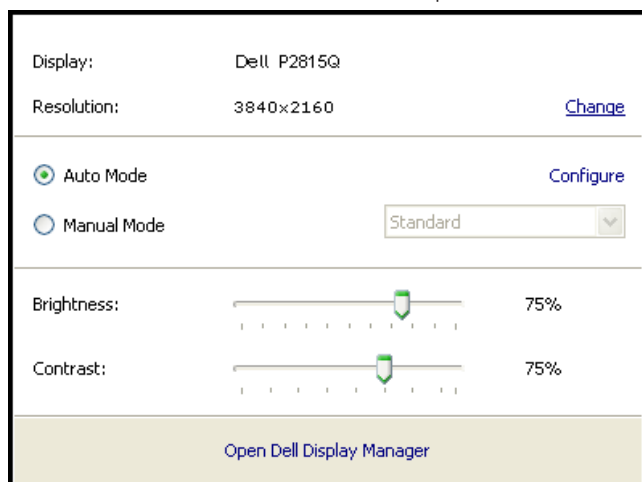 Display: Dell P2815Q
Resolution: 3840x2160 Change
Auto Mode Configure
Manual Mode Standard
Brightness: 75%
Contrast: 75%
Open Dell Display Manager